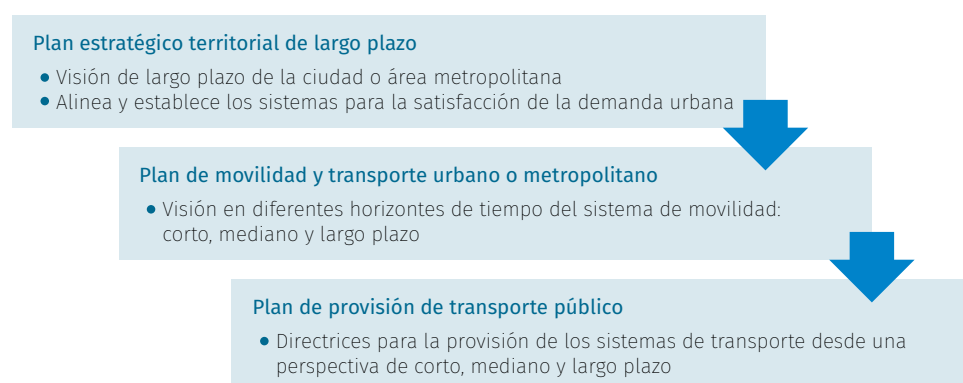 Plan estratégico territorial de largo plazo
• Visión de largo plazo de la ciudad o área metropolitana
• Alinea y establece los sistemas para la satisfacción de la demanda urbana
Plan de movilidad y transporte urbano o metropolitano
• Visión en diferentes horizontes de tiempo del sistema de movilidad:
corto, mediano y largo plazo
Plan de provisión de transporte público
• Directrices para la provisión de los sistemas de transporte desde una
perspectiva de corto, mediano y largo plazo